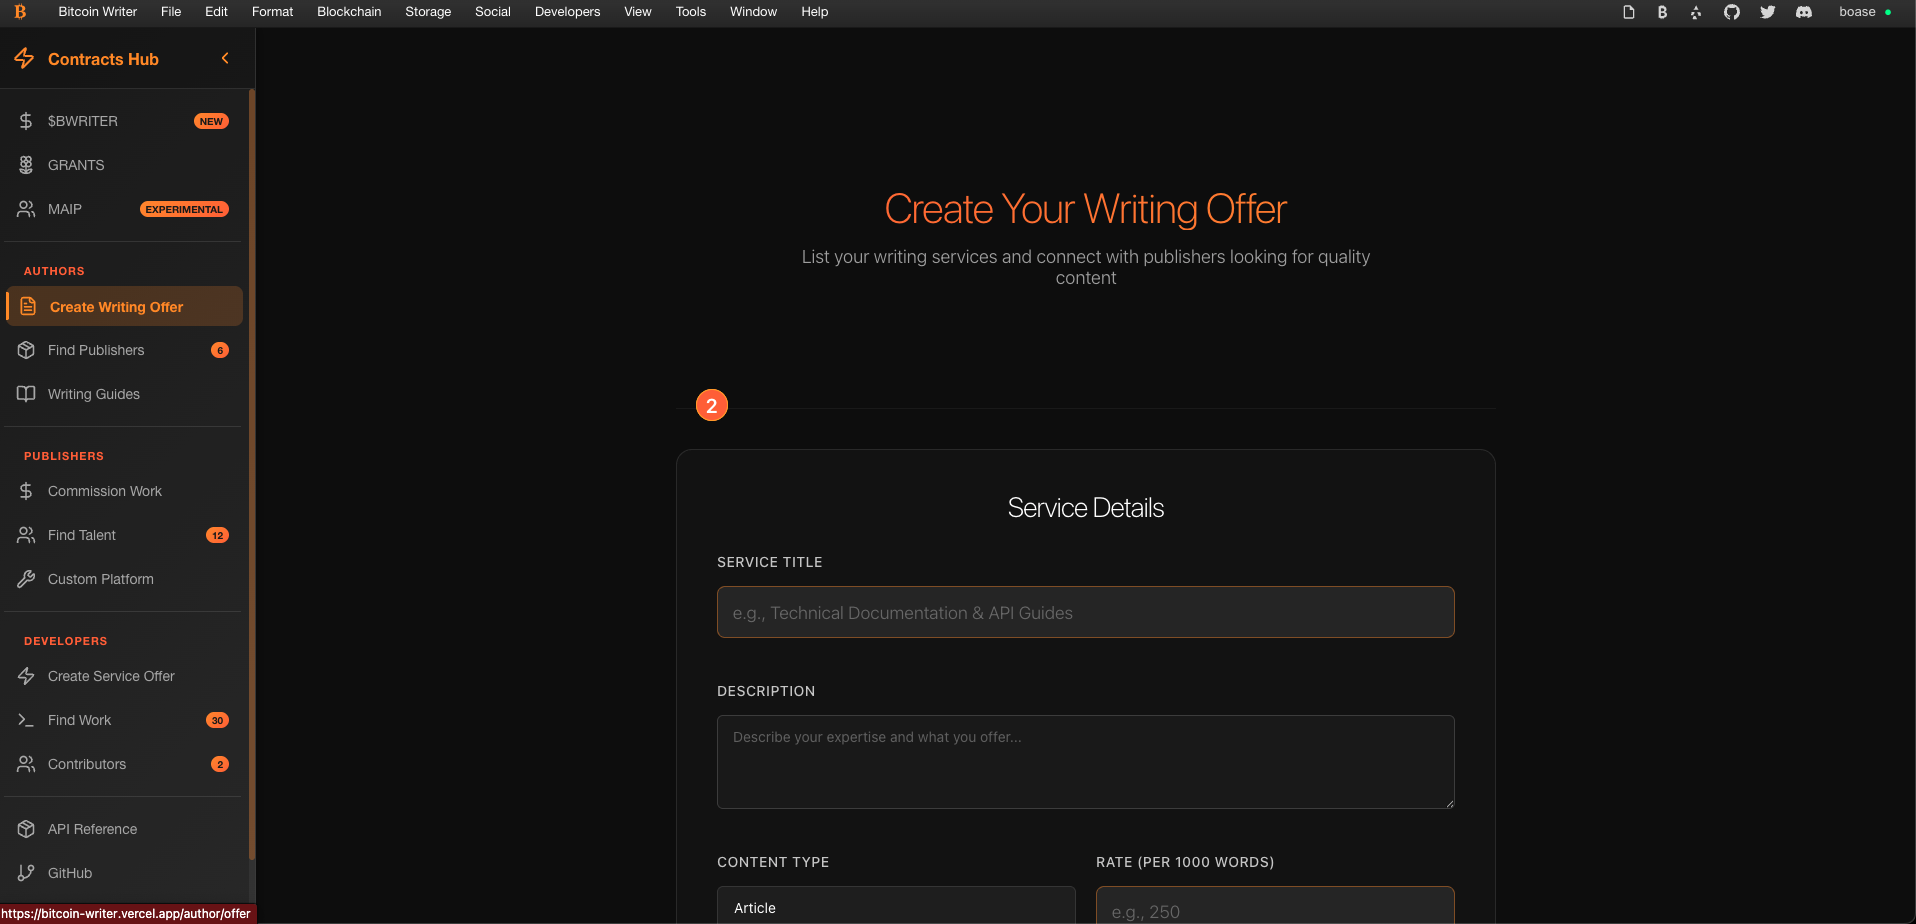 Bitcoin Writer File Edit Format Blockchain Storage Social Developers View Tools Window Help boase
Contracts Hub
$BWRITER NEW
GRANTS
MAIP EXPERIMENTAL
AUTHORS
Create Writing Offer
Find Publishers 6
Writing Guides
PUBLISHERS
Commission Work
Find Talent 12
Custom Platform
DEVELOPERS
Create Service Offer
Find Work 30
Contributors 2
API Reference
GitHub
https://bitcoin-writer.vercel.app/author/offer
Create Your Writing Offer
List your writing services and connect with publishers looking for quality
content
2
Service Details
SERVICE TITLE
e.g., Technical Documentation & API Guides
DESCRIPTION
Describe your expertise and what you offer...
CONTENT TYPE
Article
RATE (PER 1000 WORDS)
e.g., 250